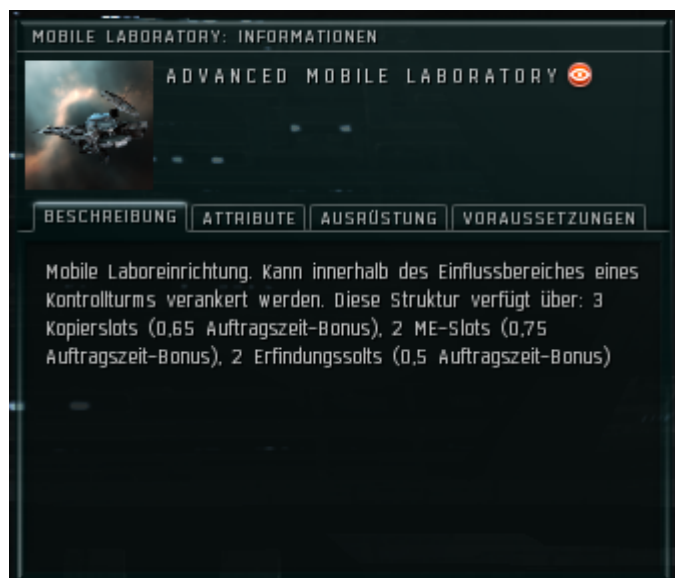 MOBILE LABORATORY: INFORMATIONEN
ADVANCED MOBILE LABORATORY
BESCHREIBUNG ATTRIBUTE AUSRÜSTUNG VORAUSSETZUNGEN
Mobile Laboreinrichtung. Kann innerhalb des Einflussbereiches eines
Kontrollturms verankert werden. Diese Struktur verfügt über: 3
Kopierslots (0,65 Auftragszeit-Bonus), 2 ME-Slots (0,75
Auftragszeit-Bonus), 2 Erfindungssolts (0,5 Auftragszeit-Bonus)